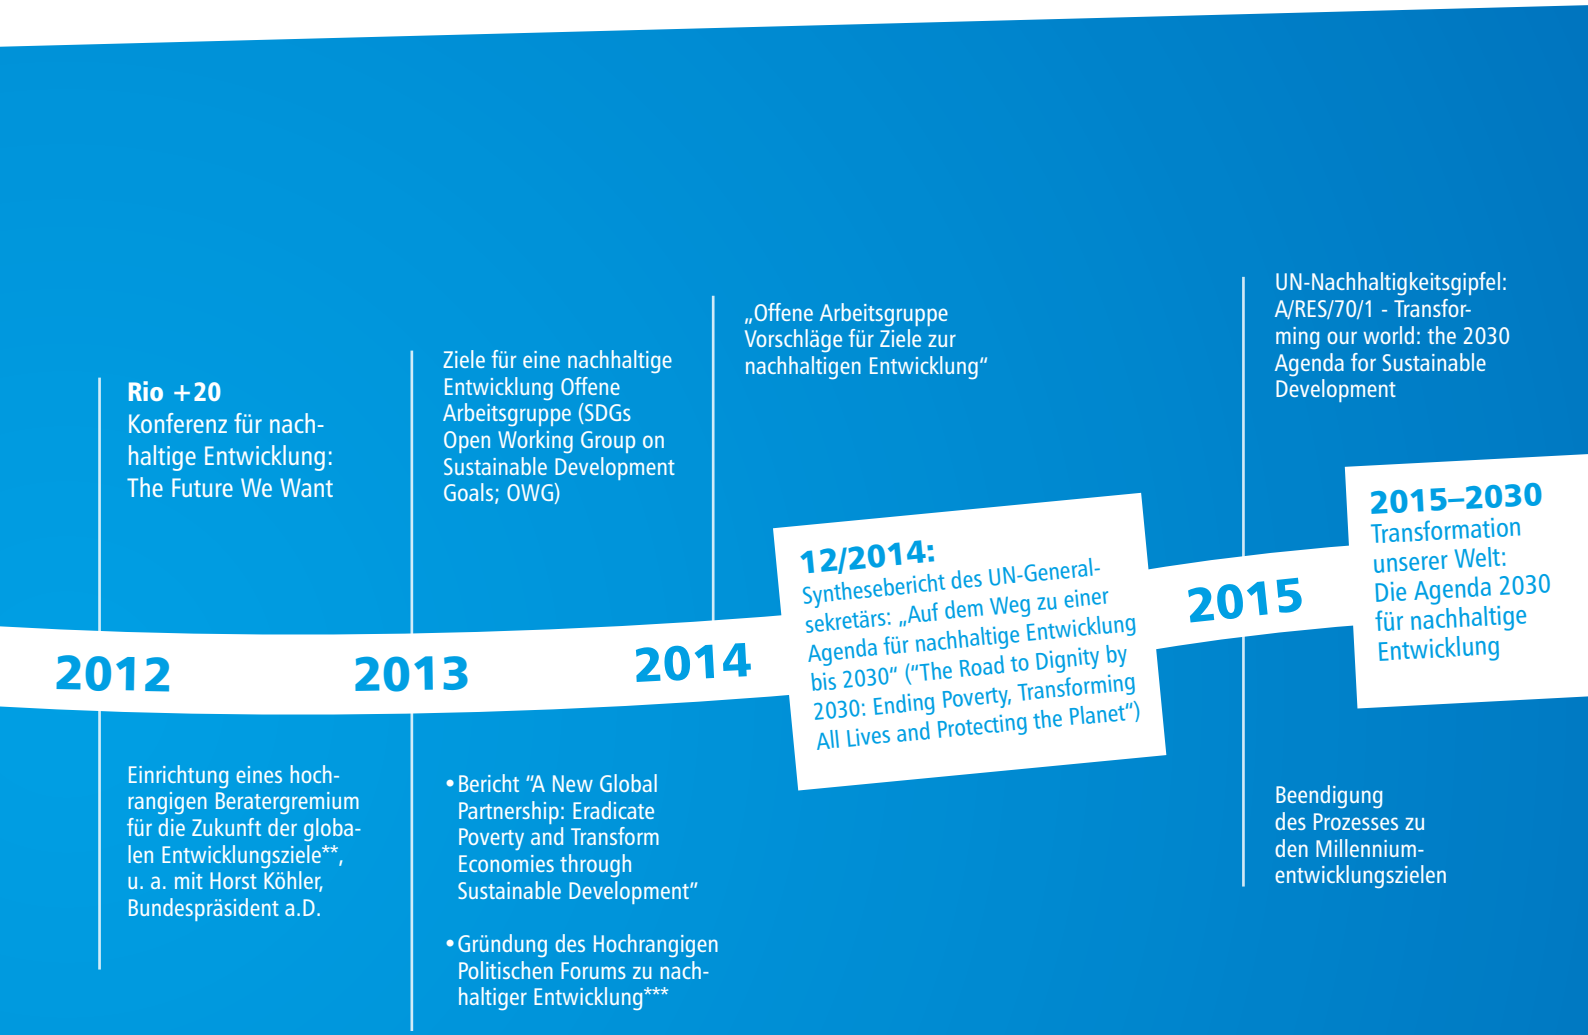 Rio +20
Konferenz für nach-
haltige Entwicklung:
The Future We Want
Ziele für eine nachhaltige
Entwicklung Offene
Arbeitsgruppe (SDGs
Open Working Group on
Sustainable Development
Goals; OWG)
„Offene Arbeitsgruppe
Vorschläge für Ziele zur
nachhaltigen Entwicklung“
UN-Nachhaltigkeitsgipfel:
A/RES/70/1 - Transfor-
ming our world: the 2030
Agenda for Sustainable
Development
2012
2013
2014
12/2014:
Synthesebericht des UN-General-
sekretärs: „Auf dem Weg zu einer
Agenda für nachhaltige Entwicklung
bis 2030“ (“The Road to Dignity by
2030: Ending Poverty, Transforming
All Lives and Protecting the Planet“)
2015
2015–2030
Transformation
unserer Welt:
Die Agenda 2030
für nachhaltige
Entwicklung
Einrichtung eines hoch-
rangigen Beratergremium
für die Zukunft der globa-
len Entwicklungsziele**,
u. a. mit Horst Köhler,
Bundespräsident a.D.
•Bericht “A New Global
Partnership: Eradicate
Poverty and Transform
Economies through
Sustainable Development”
•Gründung des Hochrangigen
Politischen Forums zu nach-
haltiger Entwicklung***
Beendigung
des Prozesses zu
den Millennium-
entwicklungszielen